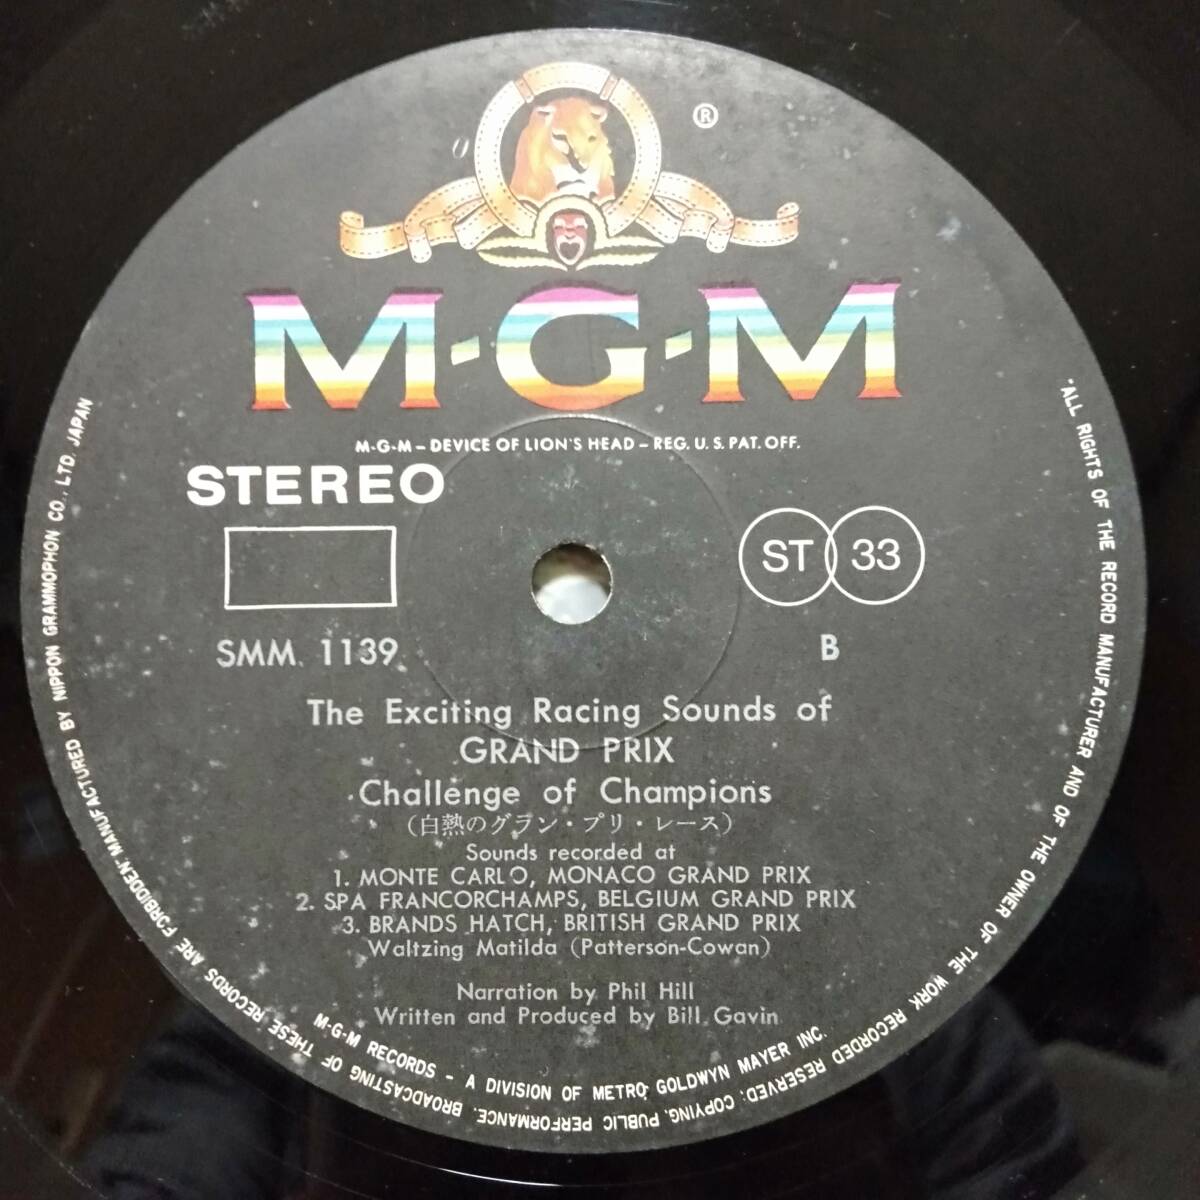 ®
M·G·M
M-G-M – DEVICE OF LION'S HEAD – REG. U.S. PAT. OFF.
STEREO
ST 33
SMM. 1139
B
The Exciting Racing Sounds of
GRAND PRIX
Challenge of Champions
(白熱のグラン・プリ・レース)
Sounds recorded at
1. MONTE CARLO, MONACO GRAND PRIX
2. SPA FRANCORCHAMPS, BELGIUM GRAND PRIX
3. BRANDS HATCH, BRITISH GRAND PRIX
Waltzing Matilda (Patterson-Cowan)
Narration by Phil Hill
Written and Produced by Bill Gavin
M-G-M RECORDS – A DIVISION OF METRO GOLDWYN MAYER INC.
"ALL RIGHTS OF THE RECORD MANUFACTURER AND OF THE OWNER OF THE WORK RECORDED RESERVED; COPYING, PUBLIC PERFORMANCE, BROADCASTING OF THESE RECORDS ARE FORBIDDEN" MANUFACTURED BY NIPPON GRAMMOPHON CO., LTD. JAPAN